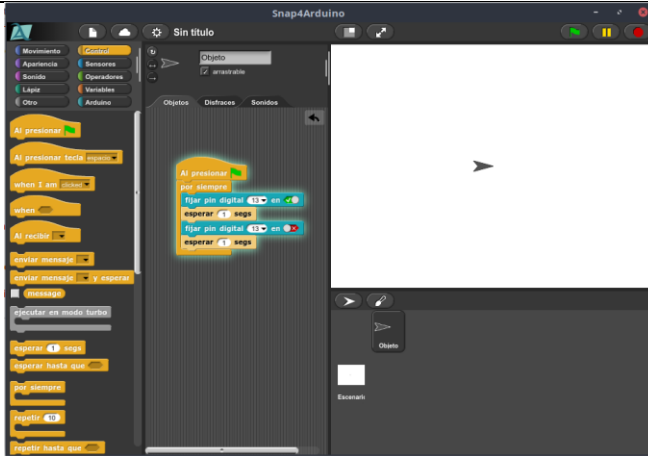 Snap4Arduino
Sin titulo
Movimiento
Control
Apariencia
Sensores
Sonido
Operadores
Lápiz
Variables
Otro
Arduino
Objeto
arrastrable
Objetos Disfraces Sonidos
Al presionar
Al presionar tecla espacio
when I am clicked
when
Al recibir
enviar mensaje
enviar mensaje y esperar
message
ejecutar en modo turbo
esperar 1 segs
esperar hasta que
por siempre
repetir 10
repetir hasta que
Al presionar
por siempre
fijar pin digital 13 en
esperar 1 segs
fijar pin digital 13 en
esperar 1 segs
Objeto
Escenario